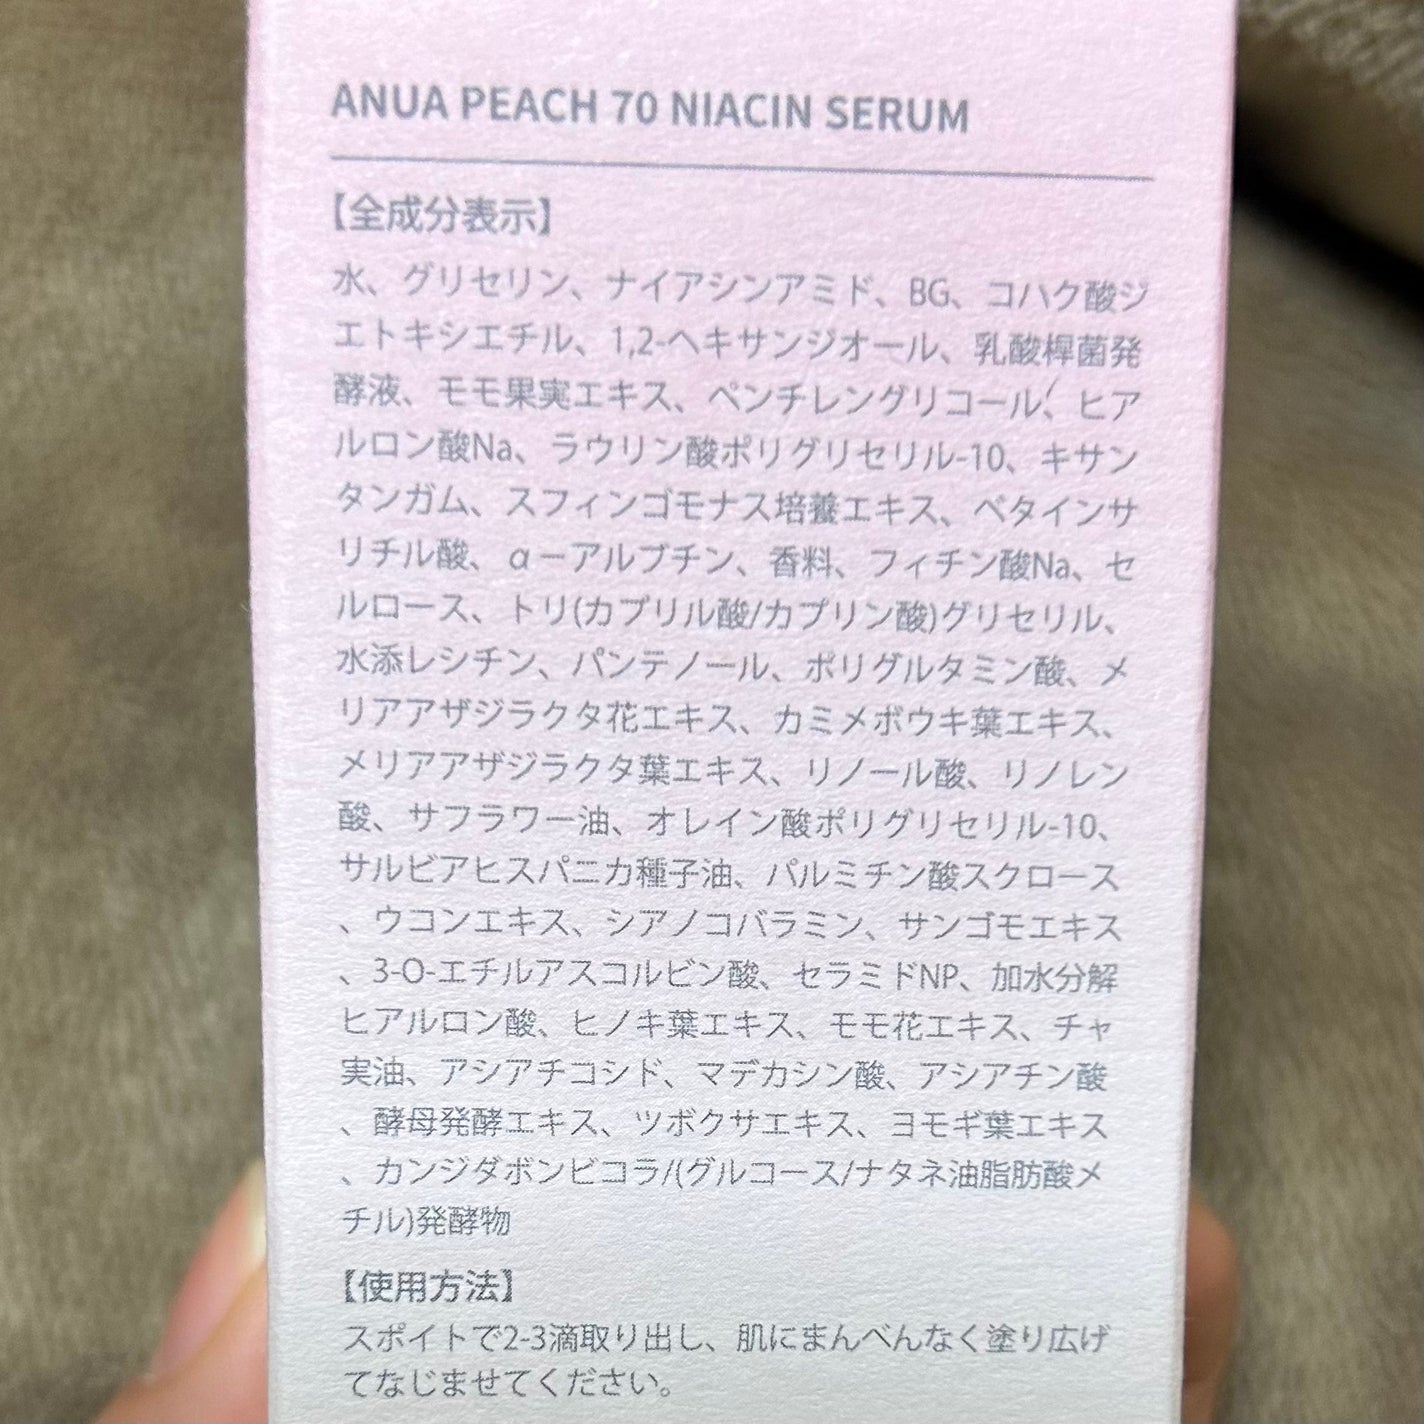 ANUA PEACH 70 NIACIN SERUM
【全成分表示】
水、グリセリン、ナイアシンアミド、BG、コハク酸ジ
エトキシエチル、1,2-ヘキサンジオール、乳酸桿菌発
酵液、モモ果実エキス、ペンチレングリコール、ヒア
ルロン酸Na、ラウリン酸ポリグリセリル-10、キサン
タンガム、スフィンゴモナス培養エキス、ベタインサ
リチル酸、α－アルブチン、香料、フィチン酸Na、セ
ルロース、トリ(カプリル酸/カプリン酸)グリセリル、
水添レシチン、パンテノール、ポリグルタミン酸、メ
リアアザジラクタ花エキス、カミメボウキ葉エキス、
メリアアザジラクタ葉エキス、リノール酸、リノレン
酸、サフラワー油、オレイン酸ポリグリセリル-10、
サルビアヒスパニカ種子油、パルミチン酸スクロース
、ウコンエキス、シアノコバラミン、サンゴモエキス
、3-O-エチルアスコルビン酸、セラミドNP、加水分解
ヒアルロン酸、ヒノキ葉エキス、モモ花エキス、チャ
実油、アシアチコシド、マデカシン酸、アシアチン酸
、酵母発酵エキス、ツボクサエキス、ヨモギ葉エキス
、カンジダボンビコラ/(グルコース/ナタネ油脂肪酸メ
チル)発酵物
【使用方法】
スポイトで2-3滴取り出し、肌にまんべんなく塗り広げ
てなじませてください。